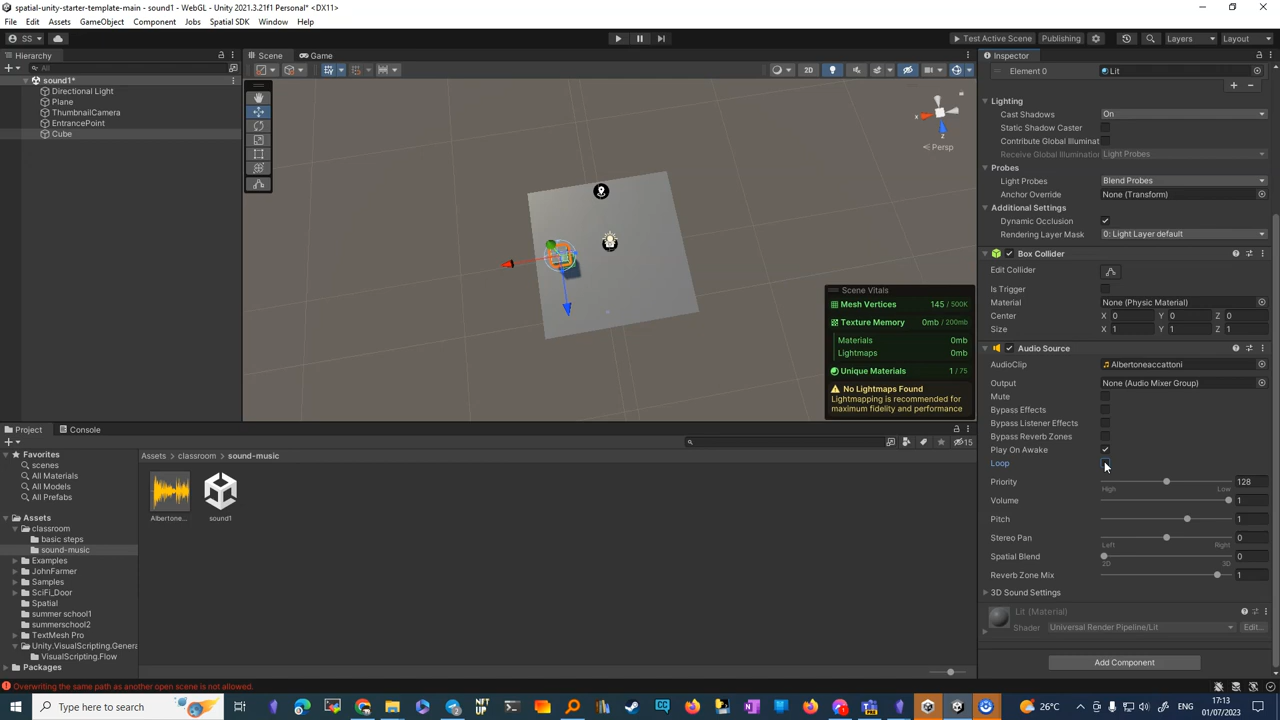 spatial-unity-starter-template-main - sound1 - WebGL - Unity 2021.3.21f1 Personal* <DX11>
File Edit Assets GameObject Component Jobs Spatial SDK Window Help
SS Test Active Scene Publishing Layers Layout
Hierarchy
All
sound1*
Directional Light
Plane
ThumbnailCamera
EntrancePoint
Cube
Scene Game
2D
x
z
Persp
Scene Vitals
Mesh Vertices 145 / 500K
Texture Memory 0mb / 200mb
Materials 0mb
Lightmaps 0mb
Unique Materials 1 / 75
No Lightmaps Found
Lightmapping is recommended for
maximum fidelity and performance
Inspector
Element 0 Lit
Lighting
Cast Shadows On
Static Shadow Caster
Contribute Global Illuminat
Receive Global Illumination Light Probes
Probes
Light Probes Blend Probes
Anchor Override None (Transform)
Additional Settings
Dynamic Occlusion
Rendering Layer Mask 0: Light Layer default
Box Collider
Edit Collider
Is Trigger
Material None (Physic Material)
Center X 0 Y 0 Z 0
Size X 1 Y 1 Z 1
Audio Source
AudioClip Albertoneaccattoni
Output None (Audio Mixer Group)
Mute
Bypass Effects
Bypass Listener Effects
Bypass Reverb Zones
Play On Awake
Loop
Priority 128
High Low
Volume 1
Pitch 1
Stereo Pan 0
Left Right
Spatial Blend 0
2D 3D
Reverb Zone Mix 1
3D Sound Settings
Lit (Material)
Shader Universal Render Pipeline/Lit Edit...
Add Component
Project Console
15
Favorites
scenes
All Materials
All Models
All Prefabs
Assets
classroom
basic steps
sound-music
Examples
JohnFarmer
Samples
SciFi_Door
Spatial
summer school1
summerschool2
TextMesh Pro
Unity.VisualScripting.Genera
VisualScripting.Flow
Packages
Assets classroom sound-music
Albertone... sound1
Overwriting the same path as another open scene is not allowed.
Type here to search
NFT
UP
CC
26°C
17:13
01/07/2023